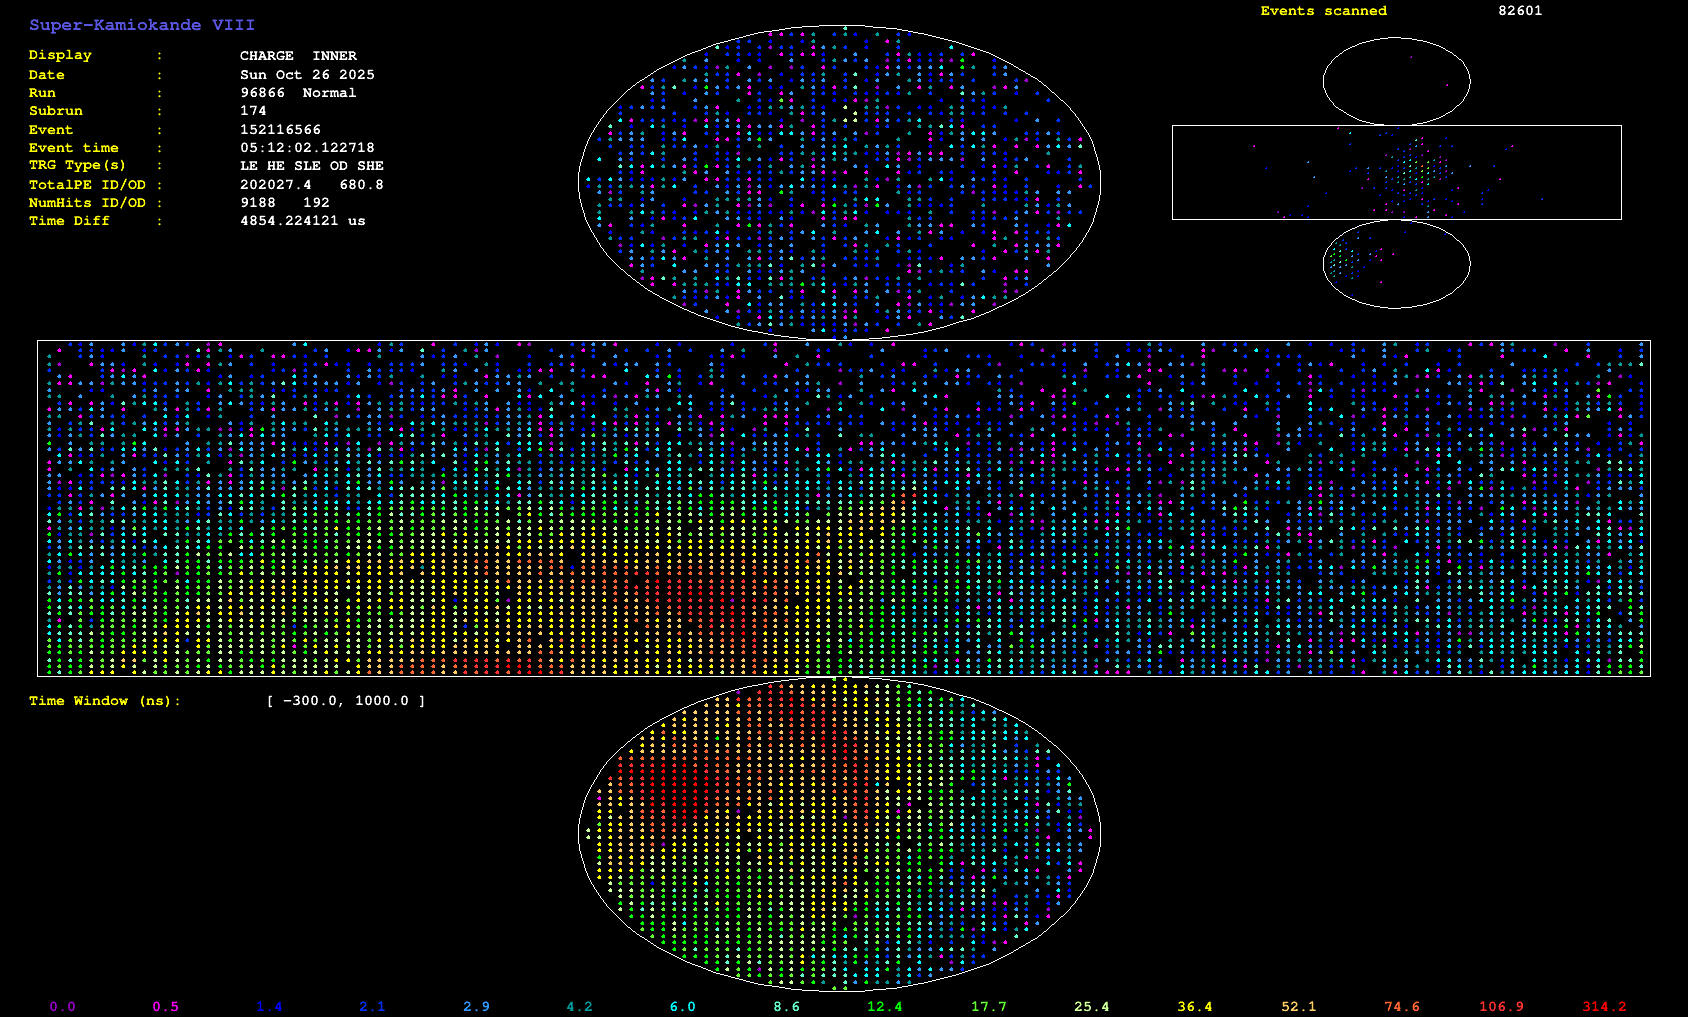 Super-Kamiokande VIII
Events scanned 82601
Display : CHARGE INNER
Date : Sun Oct 26 2025
Run : 96866 Normal
Subrun : 174
Event : 152116566
Event time : 05:12:02.122718
TRG Type(s) : LE HE SLE OD SHE
TotalPE ID/OD : 202027.4 680.8
NumHits ID/OD : 9188 192
Time Diff : 4854.224121 us
Time Window (ns): [ -300.0, 1000.0 ]
0.0 0.5 1.4 2.1 2.9 4.2 6.0 8.6 12.4 17.7 25.4 36.4 52.1 74.6 106.9 314.2